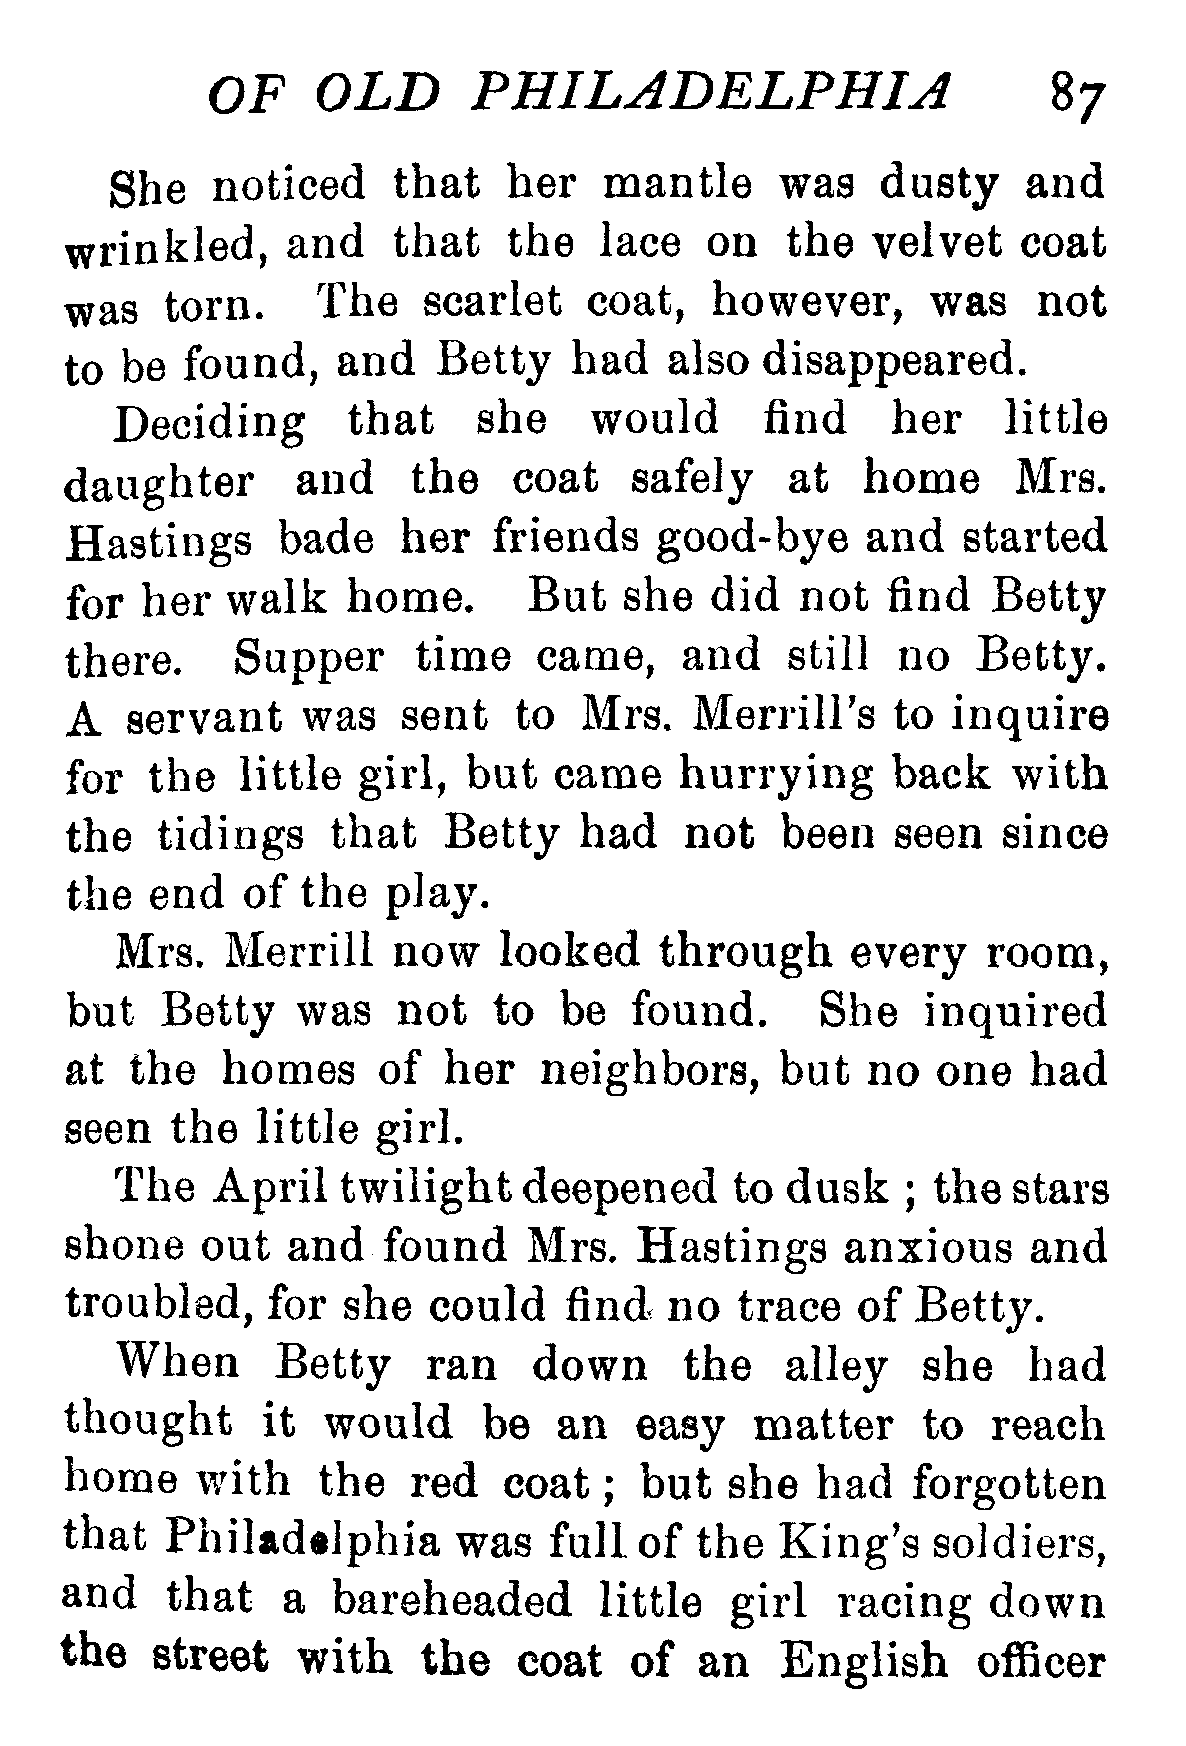 OF OLD PHILADELPHIA 87
She noticed that her mantle was dusty and
wrinkled, and that the lace on the velvet coat
was torn. The scarlet coat, however, was not
to be found, and Betty had also disappeared.
Deciding that she would find her little
daughter and the coat safely at home Mrs.
Hastings bade her friends good-bye and started
for her walk home. But she did not find Betty
there. Supper time came, and still no Betty.
A servant was sent to Mrs. Merrill's to inquire
for the little girl, but came hurrying back with
the tidings that Betty had not been seen since
the end of the play.
Mrs. Merrill now looked through every room,
but Betty was not to be found. She inquired
at the homes of her neighbors, but no one had
seen the little girl.
The April twilight deepened to dusk ; the stars
shone out and found Mrs. Hastings anxious and
troubled, for she could find no trace of Betty.
When Betty ran down the alley she had
thought it would be an easy matter to reach
home with the red coat ; but she had forgotten
that Philadelphia was full of the King's soldiers,
and that a bareheaded little girl racing down
the street with the coat of an English officer